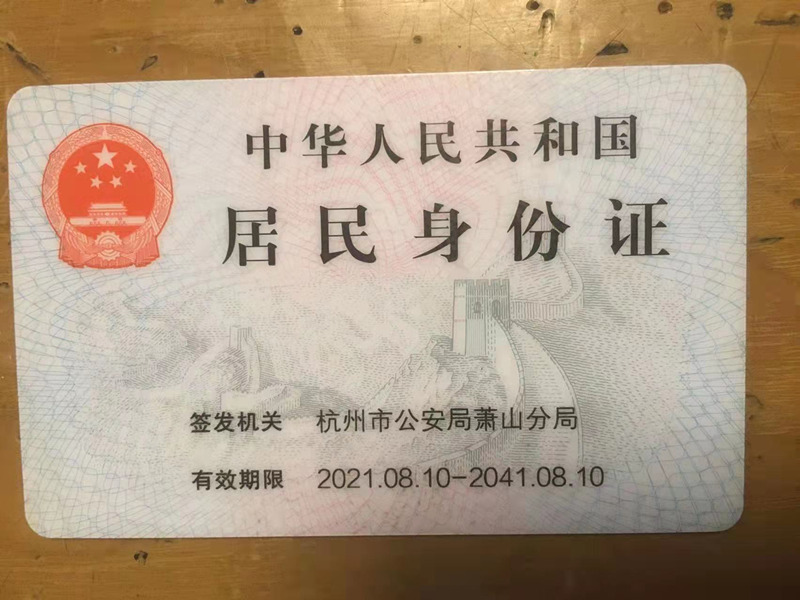 中华人民共和国
居民身份证
签发机关 杭州市公安局萧山分局
有效期限 2021.08.10-2041.08.10